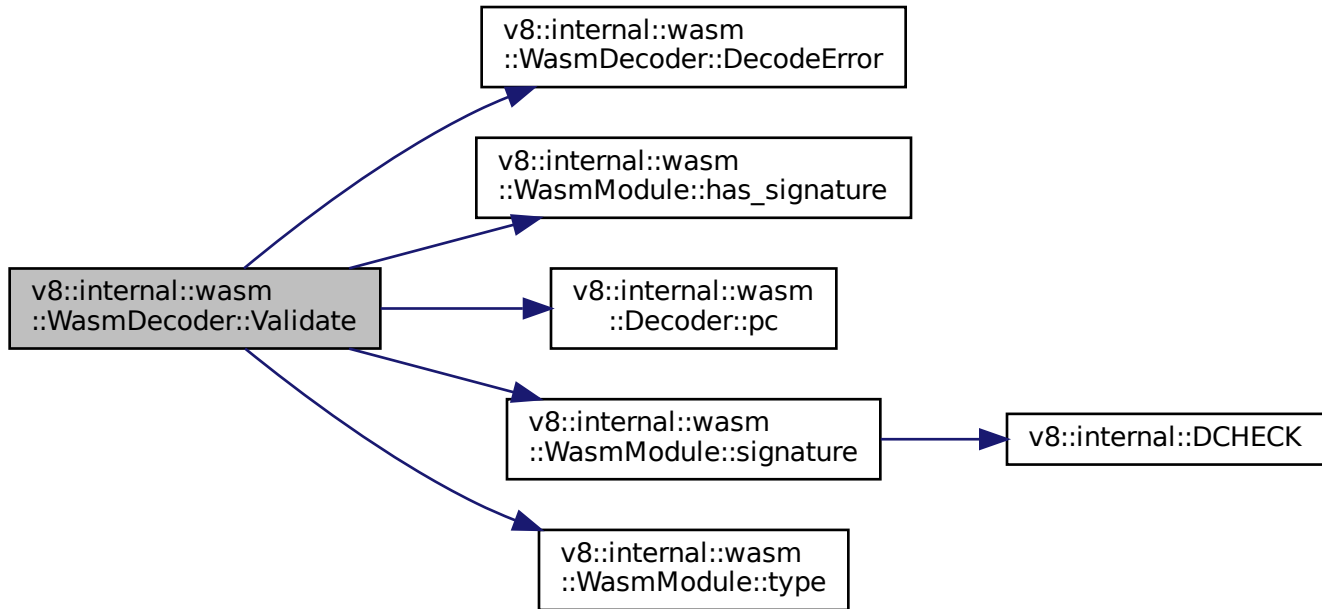 v8::internal::wasm
::WasmDecoder::DecodeError
v8::internal::wasm
::WasmModule::has_signature
v8::internal::wasm
::WasmDecoder::Validate
v8::internal::wasm
::Decoder::pc
v8::internal::wasm
::WasmModule::signature
v8::internal::DCHECK
v8::internal::wasm
::WasmModule::type